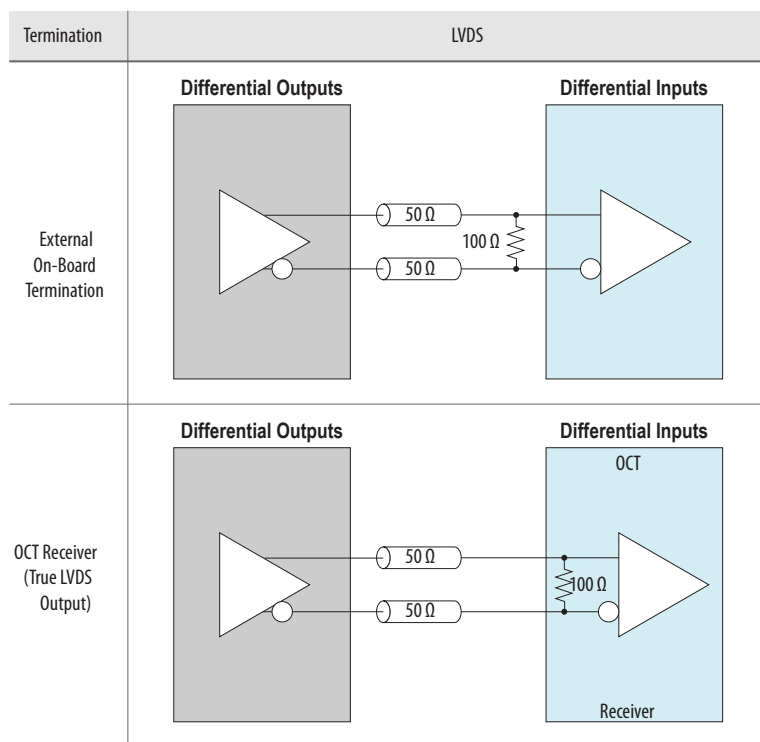 Termination
LVDS
Differential Outputs
Differential Inputs
External
On-Board
Termination
50 Ω
100 Ω
50 Ω
Differential Outputs
Differential Inputs
OCT
OCT Receiver
(True LVDS
Output)
50 Ω
100 Ω
50 Ω
Receiver